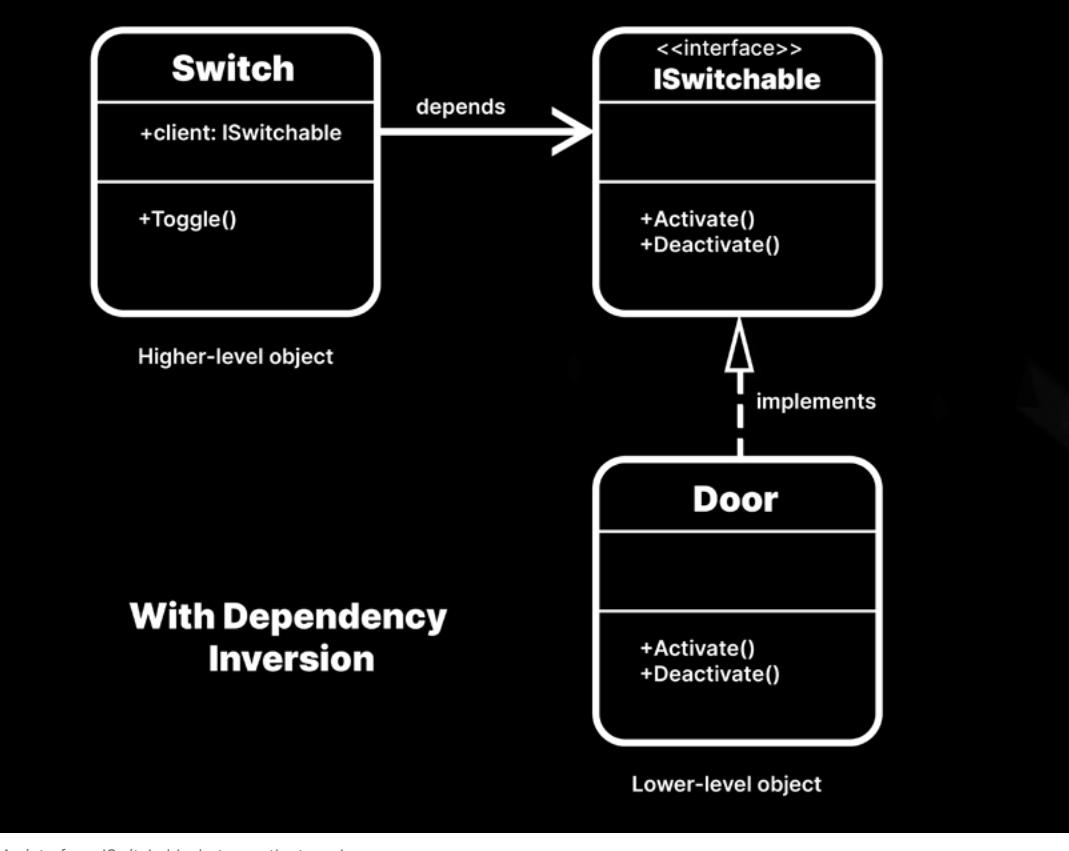 Switch
+client: ISwitchable
+Toggle()
Higher-level object
depends
<<interface>>
ISwitchable
+Activate()
+Deactivate()
implements
Door
+Activate()
+Deactivate()
Lower-level object
With Dependency
Inversion